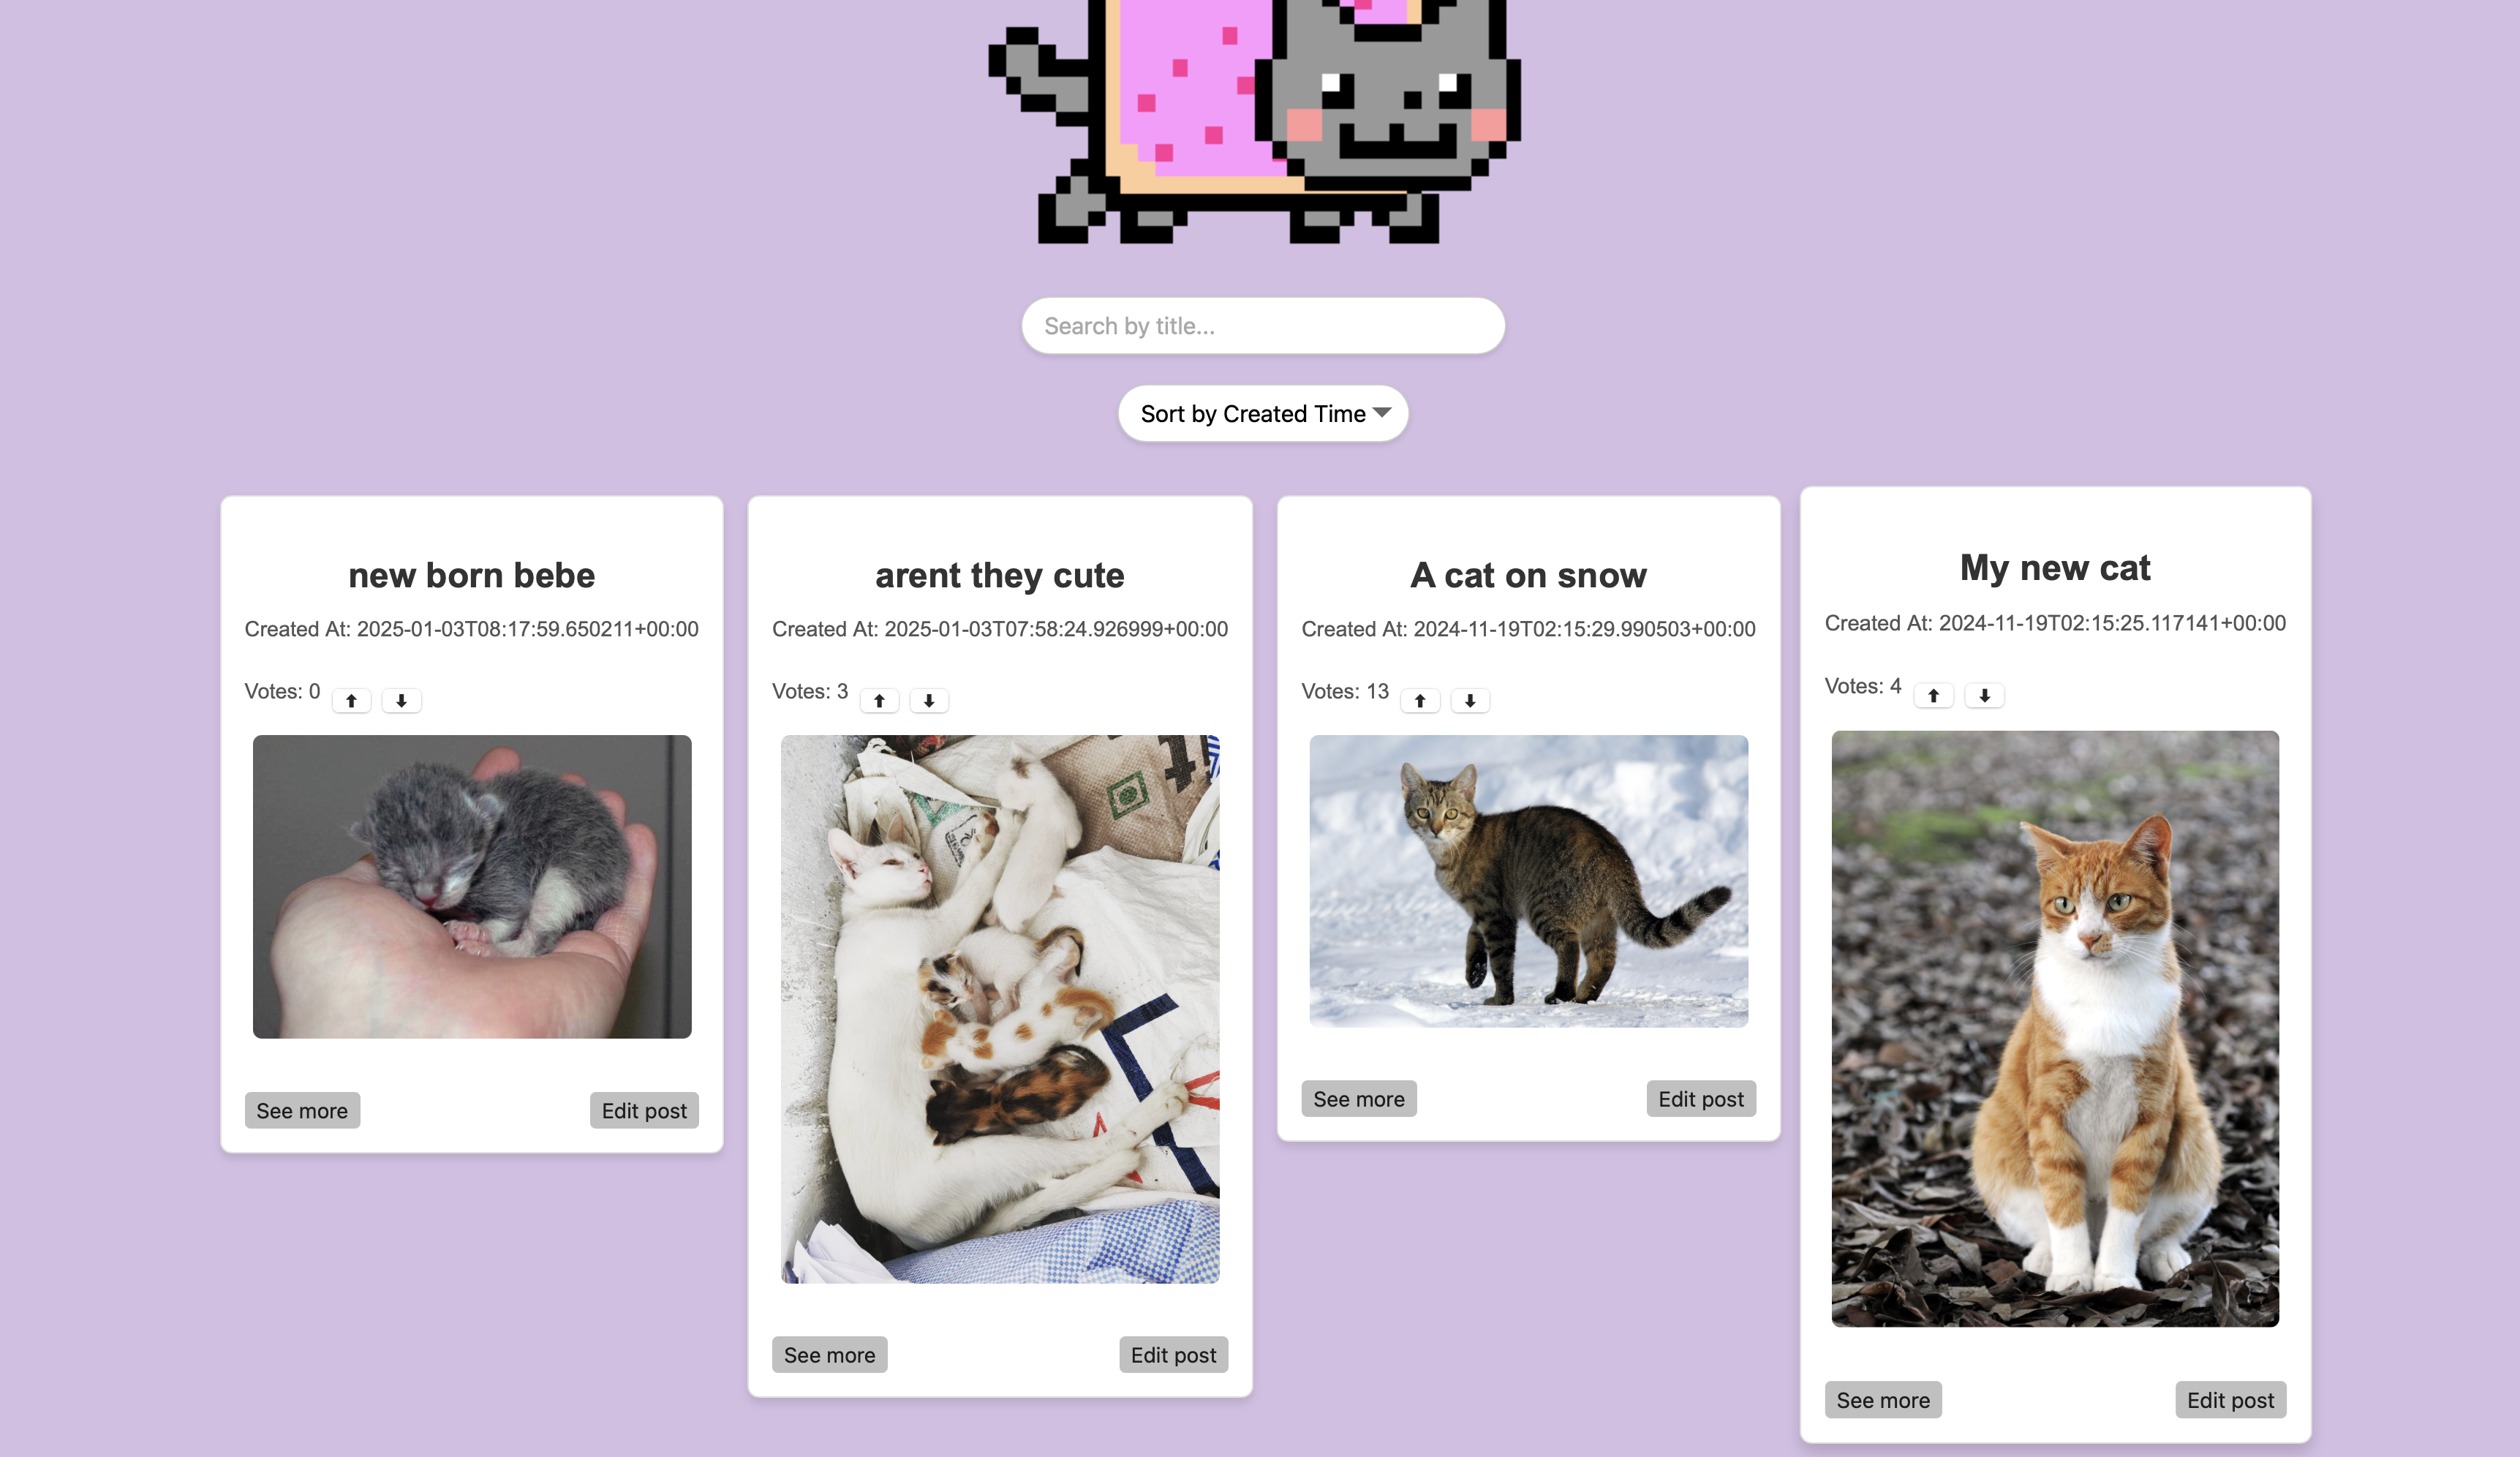 Search by title...
Sort by Created Time
new born bebe
Created At: 2025-01-03T08:17:59.650211+00:00
Votes: 0
See more
Edit post
arent they cute
Created At: 2025-01-03T07:58:24.926999+00:00
Votes: 3
See more
Edit post
A cat on snow
Created At: 2024-11-19T02:15:29.990503+00:00
Votes: 13
See more
Edit post
My new cat
Created At: 2024-11-19T02:15:25.117141+00:00
Votes: 4
See more
Edit post